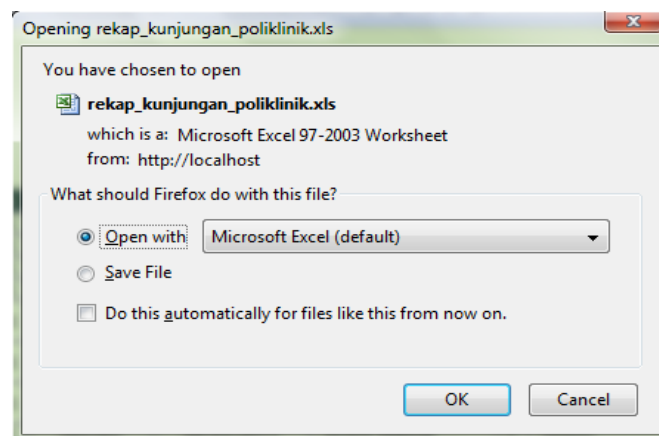 Opening rekap_kunjungan_poliklinik.xls
You have chosen to open
rekap_kunjungan_poliklinik.xls
which is a: Microsoft Excel 97-2003 Worksheet
from: http://localhost
What should Firefox do with this file?
Open with Microsoft Excel (default)
Save File
Do this automatically for files like this from now on.
OK Cancel